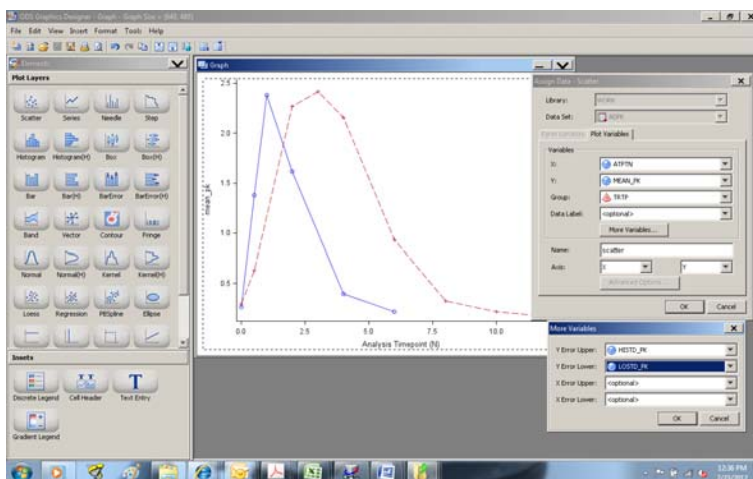 ODS Graphics Designer - Graph - Graph Size = (641 480)
File Edit View Insert Format Tools Help
Elements
Plot Layers
Scatter Series Needle Step
Histogram Histogram(H) Box Box(H)
Bar Bar(H) BarError BarError(H)
Band Vector Contour Fringe
Normal Normal(H) Kernel Kernel(H)
Loess Regression PBSpline Ellipse
Insets
Discrete Legend Cell Header Text Entry
Gradient Legend
Graph
2.5
2.0
1.5
1.0
0.5
mean_pk
0.0 2.5 5.0 7.5 10.0
Analysis Timepoint (N)
Assign Data - Scatter
Library:
Data Set:
Plot Variables
Variables
X: ATPTN
Y: MEAN_PK
Group: TRTP
Data Label: <optional>
More Variables...
Name: scatter
Axis: X Y
Advanced Options...
OK Cancel
More Variables
Y Error Upper: HISTD_PK
Y Error Lower: LOSTD_PK
X Error Upper: <optional>
X Error Lower: <optional>
OK Cancel
12:36 PM